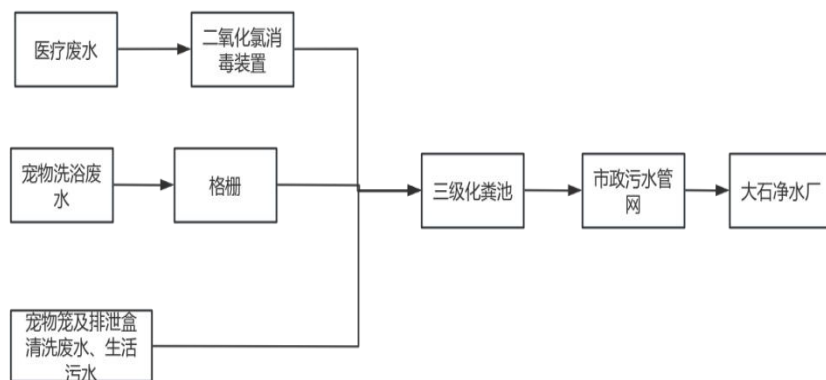 医疗废水
二氧化氯消
毒装置
宠物洗浴废
水
格栅
三级化粪池
市政污水管
网
大石净水厂
宠物笼及排泄盒
清洗废水、生活
污水